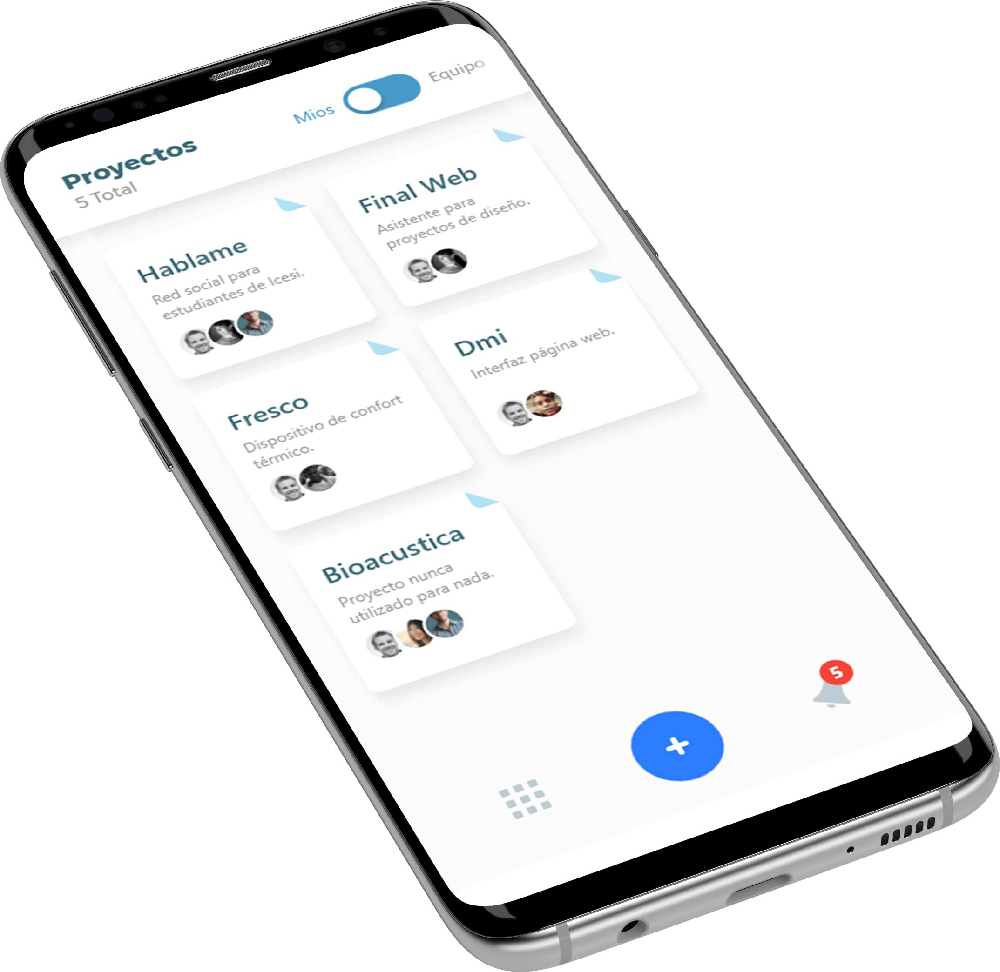 Proyectos
5 Total
Mios
Equipo
Hablame
Red social para
estudiantes de Icesi.
Final Web
Asistente para
proyectos de diseño.
Fresco
Dispositivo de confort
térmico.
Dmi
Interfaz página web.
Bioacustica
Proyecto nunca
utilizado para nada.
5